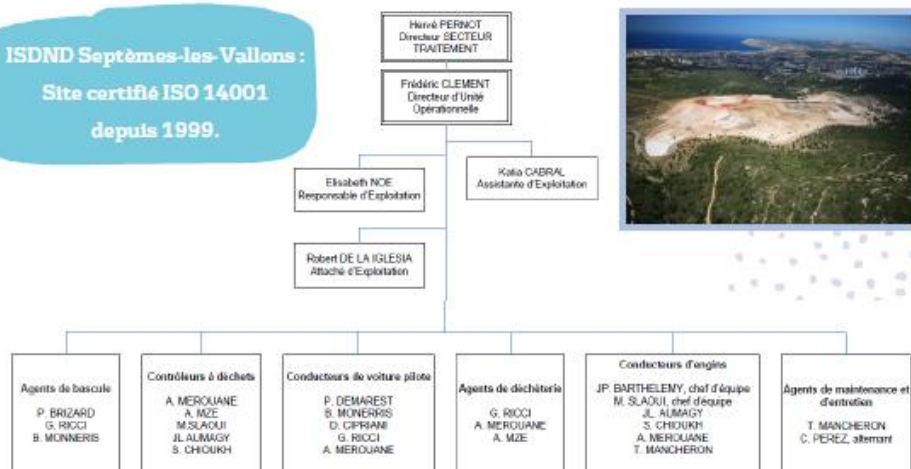 ISDND Septèmes-les-Vallons :
Site certifié ISO 14001
depuis 1999.
Hervé PERNOT
Directeur SECTEUR
TRAITEMENT
Frédéric CLEMENT
Directeur d'Unité
Opérationnelle
Elisabeth NOE
Responsable d'Exploitation
Katia CABRAL
Assistante d'Exploitation
Robert DE LA IGLESIA
Attaché d'Exploitation
Agents de bascule
P. BRIZARD
G. RICCI
B. MONNERIS
Contrôleurs à déchets
A. MEROUANE
A. MZE
M.SLAOUI
JL AUMAGY
S. CHIOUKH
Conducteurs de voiture pilote
P. DEMAREST
B. MONERRIS
D. CIPRIANI
G. RICCI
A. MEROUANE
Agents de déchèterie
G. RICCI
A. MEROUANE
A. MZE
Conducteurs d'engins
JP. BARTHELEMY, chef d'équipe
M. SLAOUI, chef d'équipe
JL. AUMAGY
S. CHIOUKH
A. MEROUANE
T. MANCHERON
Agents de maintenance et
d'entretien
T. MANCHERON
C. PEREZ, alternant